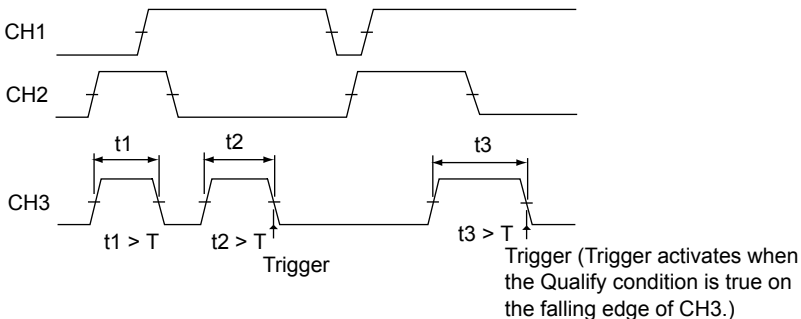 CH1
CH2
t1
t2
t3
CH3
t1 > T
t2 > T
t3 > T
Trigger
Trigger (Trigger activates when
the Qualify condition is true on
the falling edge of CH3.)